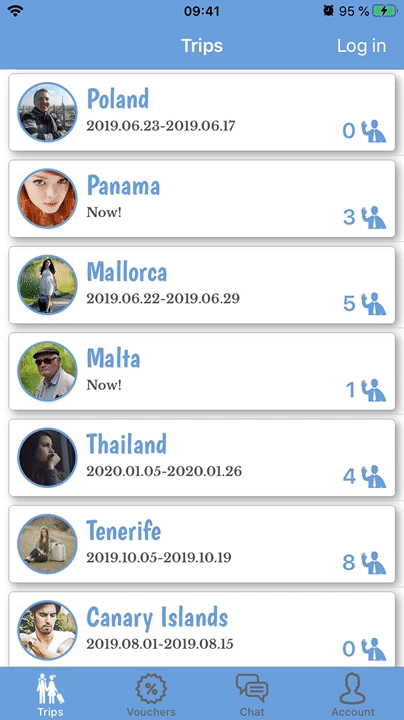 09:41
95 %
Trips
Log in
Poland
2019.06.23-2019.06.17
0
Panama
Now!
3
Mallorca
2019.06.22-2019.06.29
5
Malta
Now!
1
Thailand
2020.01.05-2020.01.26
4
Tenerife
2019.10.05-2019.10.19
8
Canary Islands
2019.08.01-2019.08.15
0
Trips
Vouchers
Chat
Account